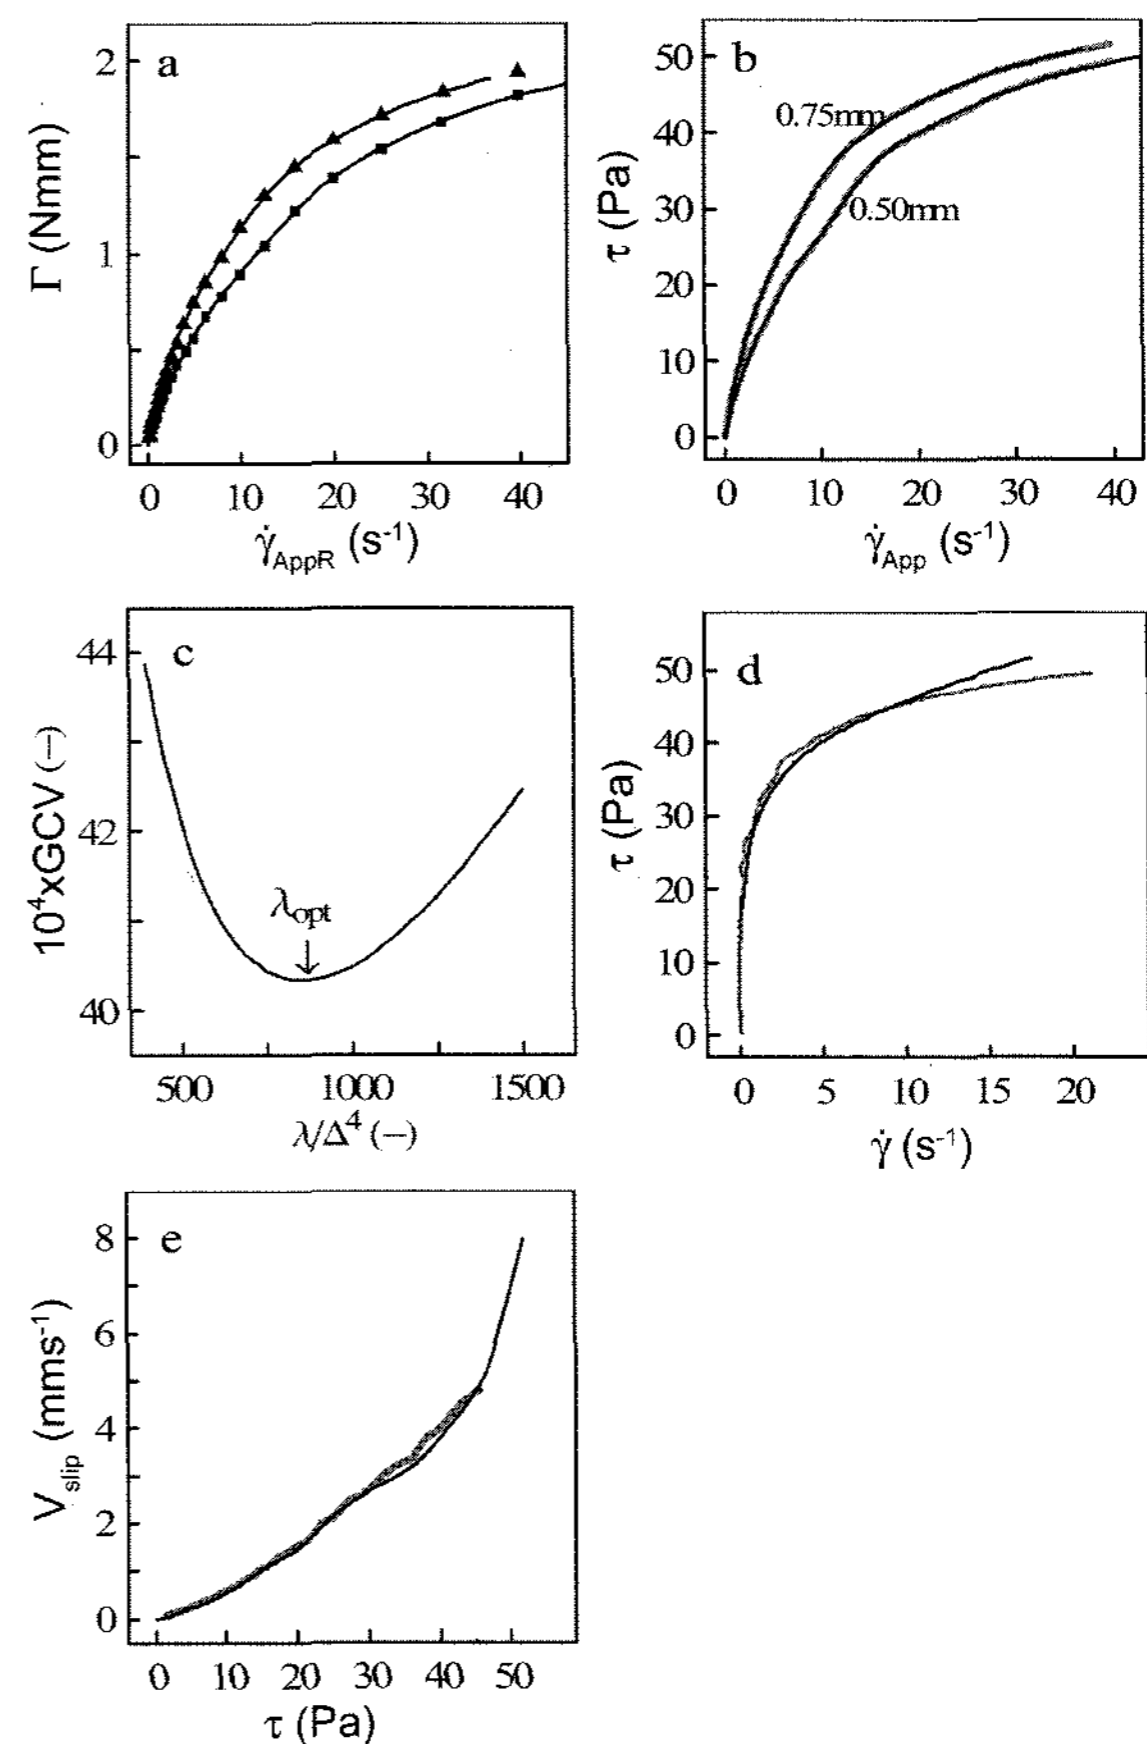 a
2
1
0
Γ (Nmm)
0 10 20 30 40
γ̇AppR (s-1)
b
50
40
30
20
10
0
τ (Pa)
0.75mm
0.50mm
0 10 20 30 40
γ̇App (s-1)
c
44
42
40
10⁴xGCV (–)
λopt
500 1000 1500
λ/Δ⁴ (–)
d
50
40
30
20
10
0
τ (Pa)
0 5 10 15 20
γ̇ (s-1)
e
8
6
4
2
0
Vslip (mms-1)
0 10 20 30 40 50
τ (Pa)